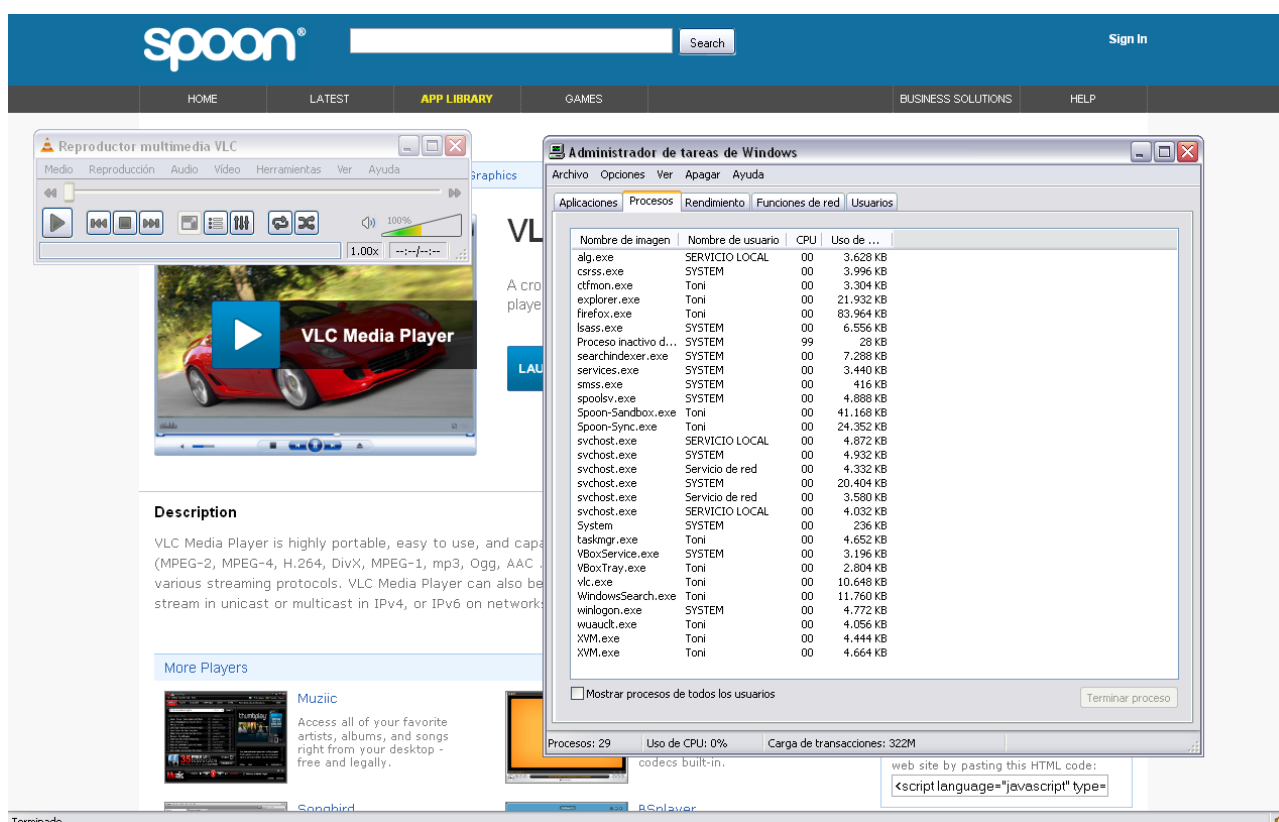 spoon®
Search
Sign In
HOME LATEST APP LIBRARY GAMES BUSINESS SOLUTIONS HELP
Reproductor multimedia VLC
Medio Reproducción Audio Vídeo Herramientas Ver Ayuda
100%
1.00x --:--/--:--
Graphics
VL
A cro
playe
VLC Media Player
LAU
Description
VLC Media Player is highly portable, easy to use, and capa
(MPEG-2, MPEG-4, H.264, DivX, MPEG-1, mp3, Ogg, AAC .
various streaming protocols. VLC Media Player can also be
stream in unicast or multicast in IPv4, or IPv6 on network
More Players
Muziic
Access all of your favorite
artists, albums, and songs
right from your desktop -
free and legally.
Songbird
codecs built-in.
BSplayer
web site by pasting this HTML code:
<script language="javascript" type=
Administrador de tareas de Windows
Archivo Opciones Ver Apagar Ayuda
Aplicaciones Procesos Rendimiento Funciones de red Usuarios
Nombre de imagen Nombre de usuario CPU Uso de ...
alg.exe SERVICIO LOCAL 00 3.628 KB
csrss.exe SYSTEM 00 3.996 KB
ctfmon.exe Toni 00 3.304 KB
explorer.exe Toni 00 21.932 KB
firefox.exe Toni 00 83.964 KB
lsass.exe SYSTEM 00 6.556 KB
Proceso inactivo d... SYSTEM 99 28 KB
searchindexer.exe SYSTEM 00 7.288 KB
services.exe SYSTEM 00 3.440 KB
smss.exe SYSTEM 00 416 KB
spoolsv.exe SYSTEM 00 4.888 KB
Spoon-Sandbox.exe Toni 00 41.168 KB
Spoon-Sync.exe Toni 00 24.352 KB
svchost.exe SERVICIO LOCAL 00 4.872 KB
svchost.exe SYSTEM 00 4.932 KB
svchost.exe Servicio de red 00 4.332 KB
svchost.exe SYSTEM 00 20.404 KB
svchost.exe Servicio de red 00 3.580 KB
svchost.exe SERVICIO LOCAL 00 4.032 KB
System SYSTEM 00 236 KB
taskmgr.exe Toni 00 4.652 KB
VBoxService.exe SYSTEM 00 3.196 KB
VBoxTray.exe Toni 00 2.804 KB
vlc.exe Toni 00 10.648 KB
WindowsSearch.exe Toni 00 11.760 KB
winlogon.exe SYSTEM 00 4.772 KB
wuauclt.exe Toni 00 4.056 KB
XVM.exe Toni 00 4.444 KB
XVM.exe Toni 00 4.664 KB
Mostrar procesos de todos los usuarios
Terminar proceso
Procesos: 29 Uso de CPU: 0% Carga de transacciones: 322M
Terminado